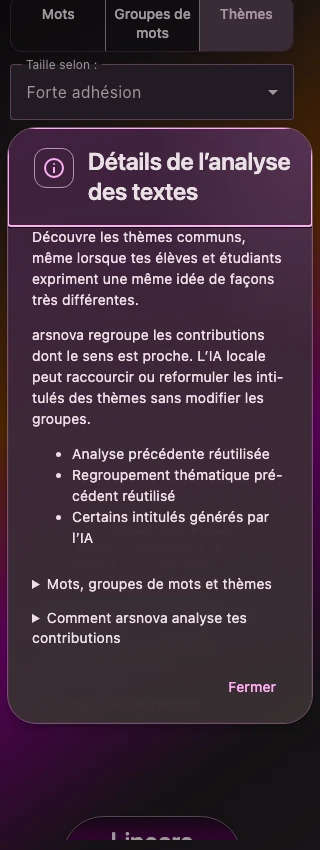 Mots
Groupes de
mots
Thèmes
Taille selon :
Forte adhésion
Détails de l’analyse
des textes
Découvre les thèmes communs,
même lorsque tes élèves et étudiants
expriment une même idée de façons
très différentes.
arsnova regroupe les contributions
dont le sens est proche. L’IA locale
peut raccourcir ou reformuler les inti-
tulés des thèmes sans modifier les
groupes.
• Analyse précédente réutilisée
• Regroupement thématique pré-
cédent réutilisé
• Certains intitulés générés par
l’IA
▶ Mots, groupes de mots et thèmes
▶ Comment arsnova analyse tes
contributions
Fermer